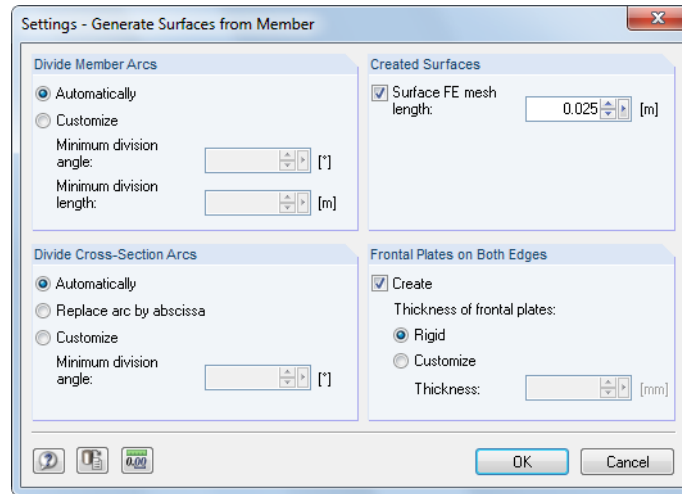 Settings - Generate Surfaces from Member
Divide Member Arcs
Automatically
Customize
Minimum division
angle:
[°]
Minimum division
length:
[m]
Created Surfaces
Surface FE mesh
length:
0.025
[m]
Divide Cross-Section Arcs
Automatically
Replace arc by abscissa
Customize
Minimum division
angle:
[°]
Frontal Plates on Both Edges
Create
Thickness of frontal plates:
Rigid
Customize
Thickness:
[mm]
0.00
OK
Cancel